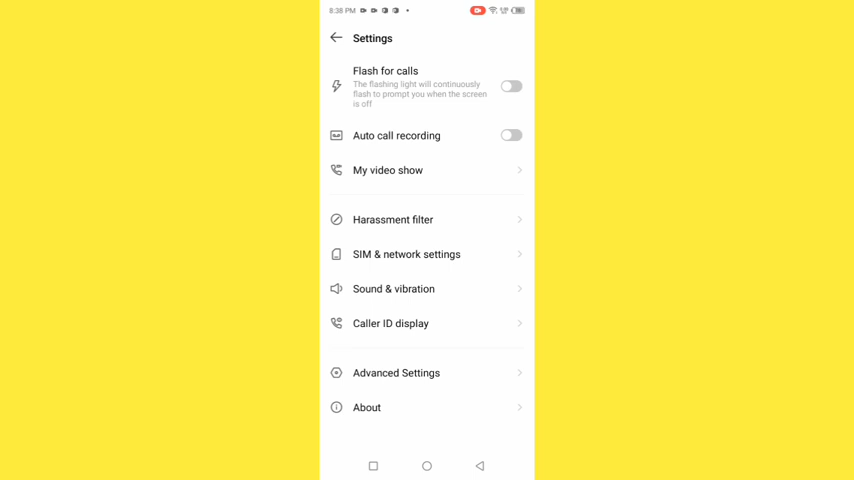 8:38 PM
Settings
Flash for calls
The flashing light will continuously
flash to prompt you when the screen
is off
Auto call recording
My video show
Harassment filter
SIM & network settings
Sound & vibration
Caller ID display
Advanced Settings
About